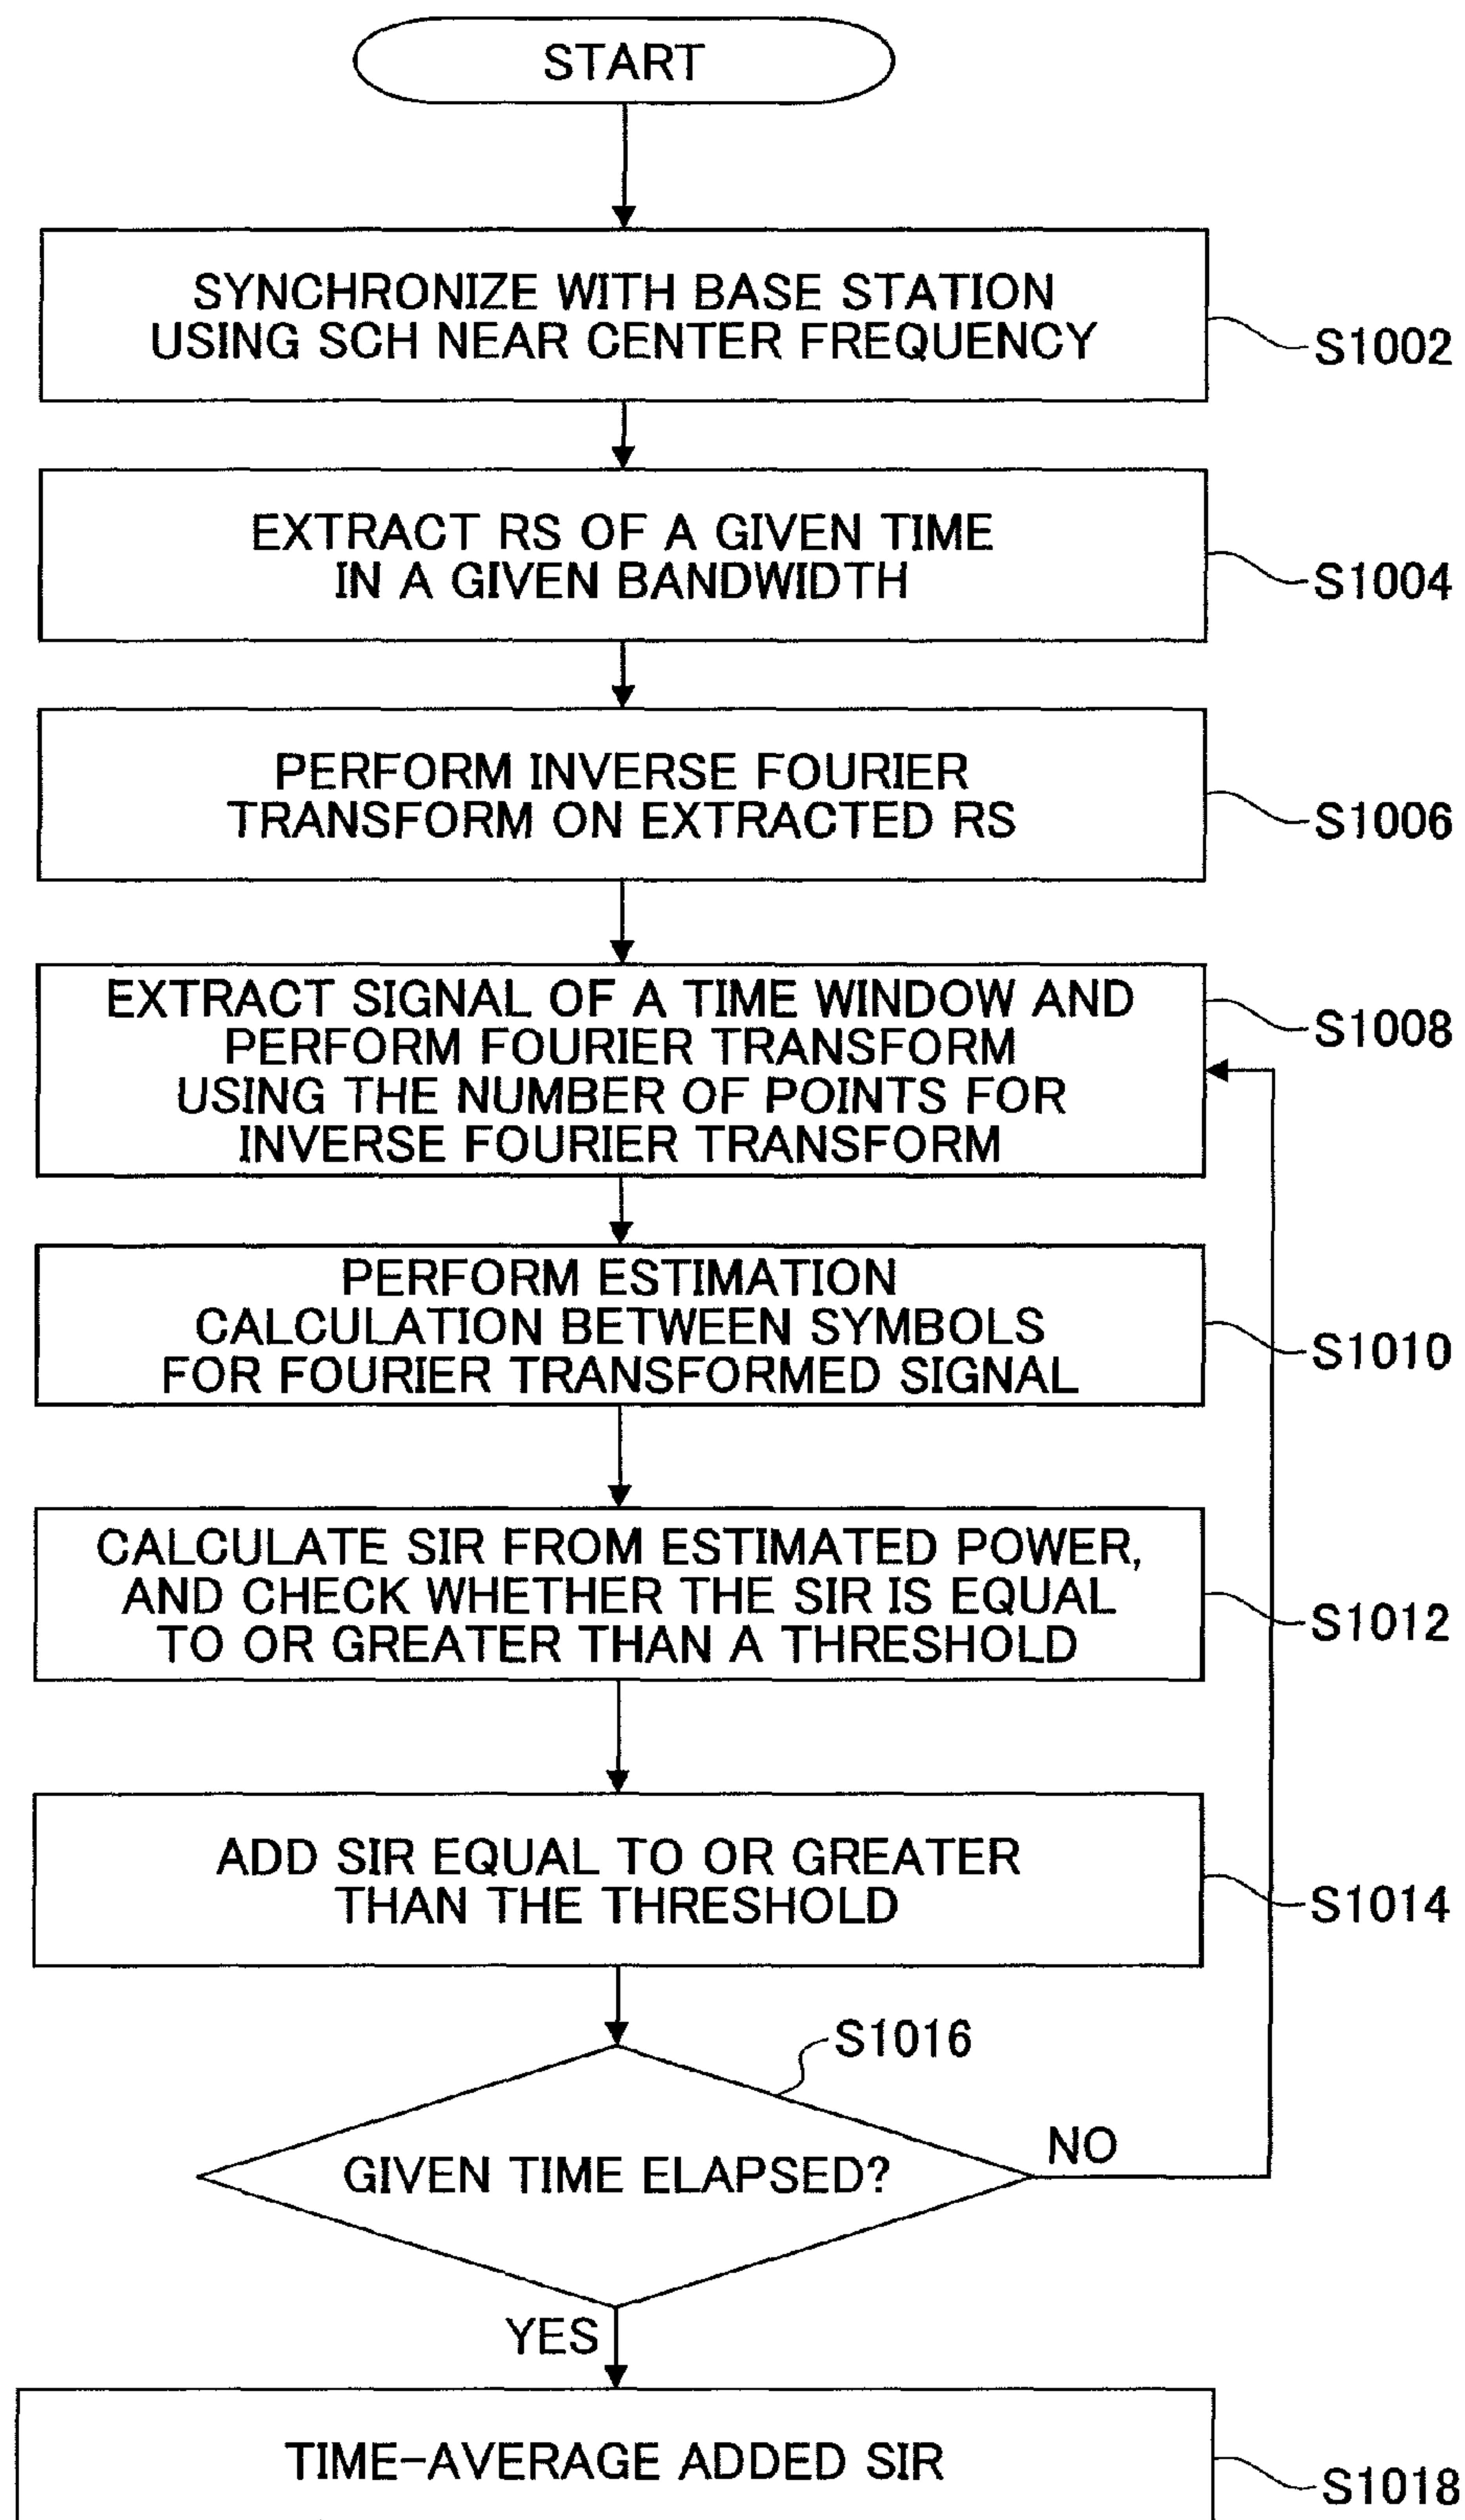 START
SYNCHRONIZE WITH BASE STATION
USING SCH NEAR CENTER FREQUENCY
S1002
EXTRACT RS OF A GIVEN TIME
IN A GIVEN BANDWIDTH
S1004
PERFORM INVERSE FOURIER
TRANSFORM ON EXTRACTED RS
S1006
EXTRACT SIGNAL OF A TIME WINDOW AND
PERFORM FOURIER TRANSFORM
USING THE NUMBER OF POINTS FOR
INVERSE FOURIER TRANSFORM
S1008
PERFORM ESTIMATION
CALCULATION BETWEEN SYMBOLS
FOR FOURIER TRANSFORMED SIGNAL
S1010
CALCULATE SIR FROM ESTIMATED POWER,
AND CHECK WHETHER THE SIR IS EQUAL
TO OR GREATER THAN A THRESHOLD
S1012
ADD SIR EQUAL TO OR GREATER
THAN THE THRESHOLD
S1014
S1016
GIVEN TIME ELAPSED?
NO
YES
TIME-AVERAGE ADDED SIR
S1018